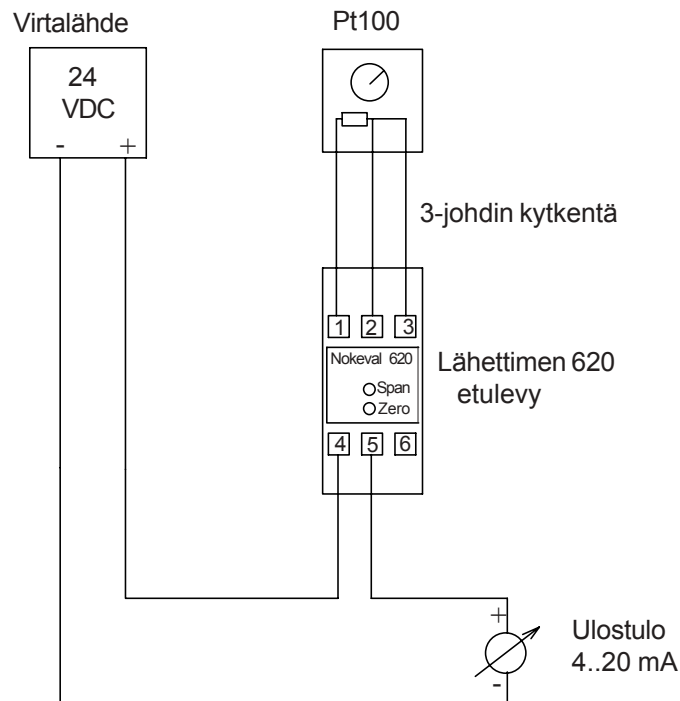 Virtalähde
Pt100
24
VDC
- +
3-johdin kytkentä
1 2 3
Nokeval 620
Span
Zero
Lähettimen 620
etulevy
4 5 6
+
Ulostulo
4..20 mA
-